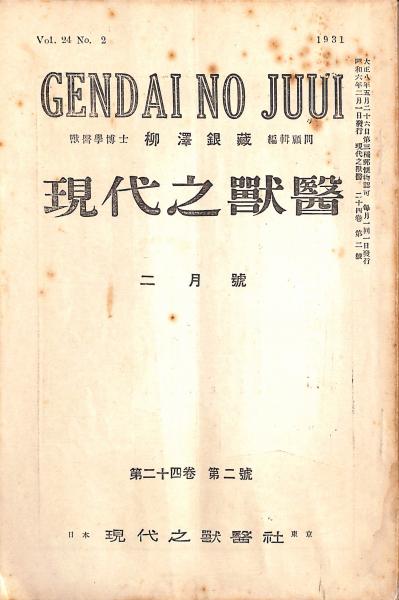 Vol. 24 No. 2
1931
GENDAI NO JUUI
獸醫學博士 柳澤銀藏 編輯顧問
現代之獸醫
二月號
第二十四卷 第二號
日本 現代之獸醫社 東京
大正八年五月二十六日第三種郵便物認可 每月一回一日發行
昭和六年二月一日發行 現代之獸醫 二十四卷 第二號